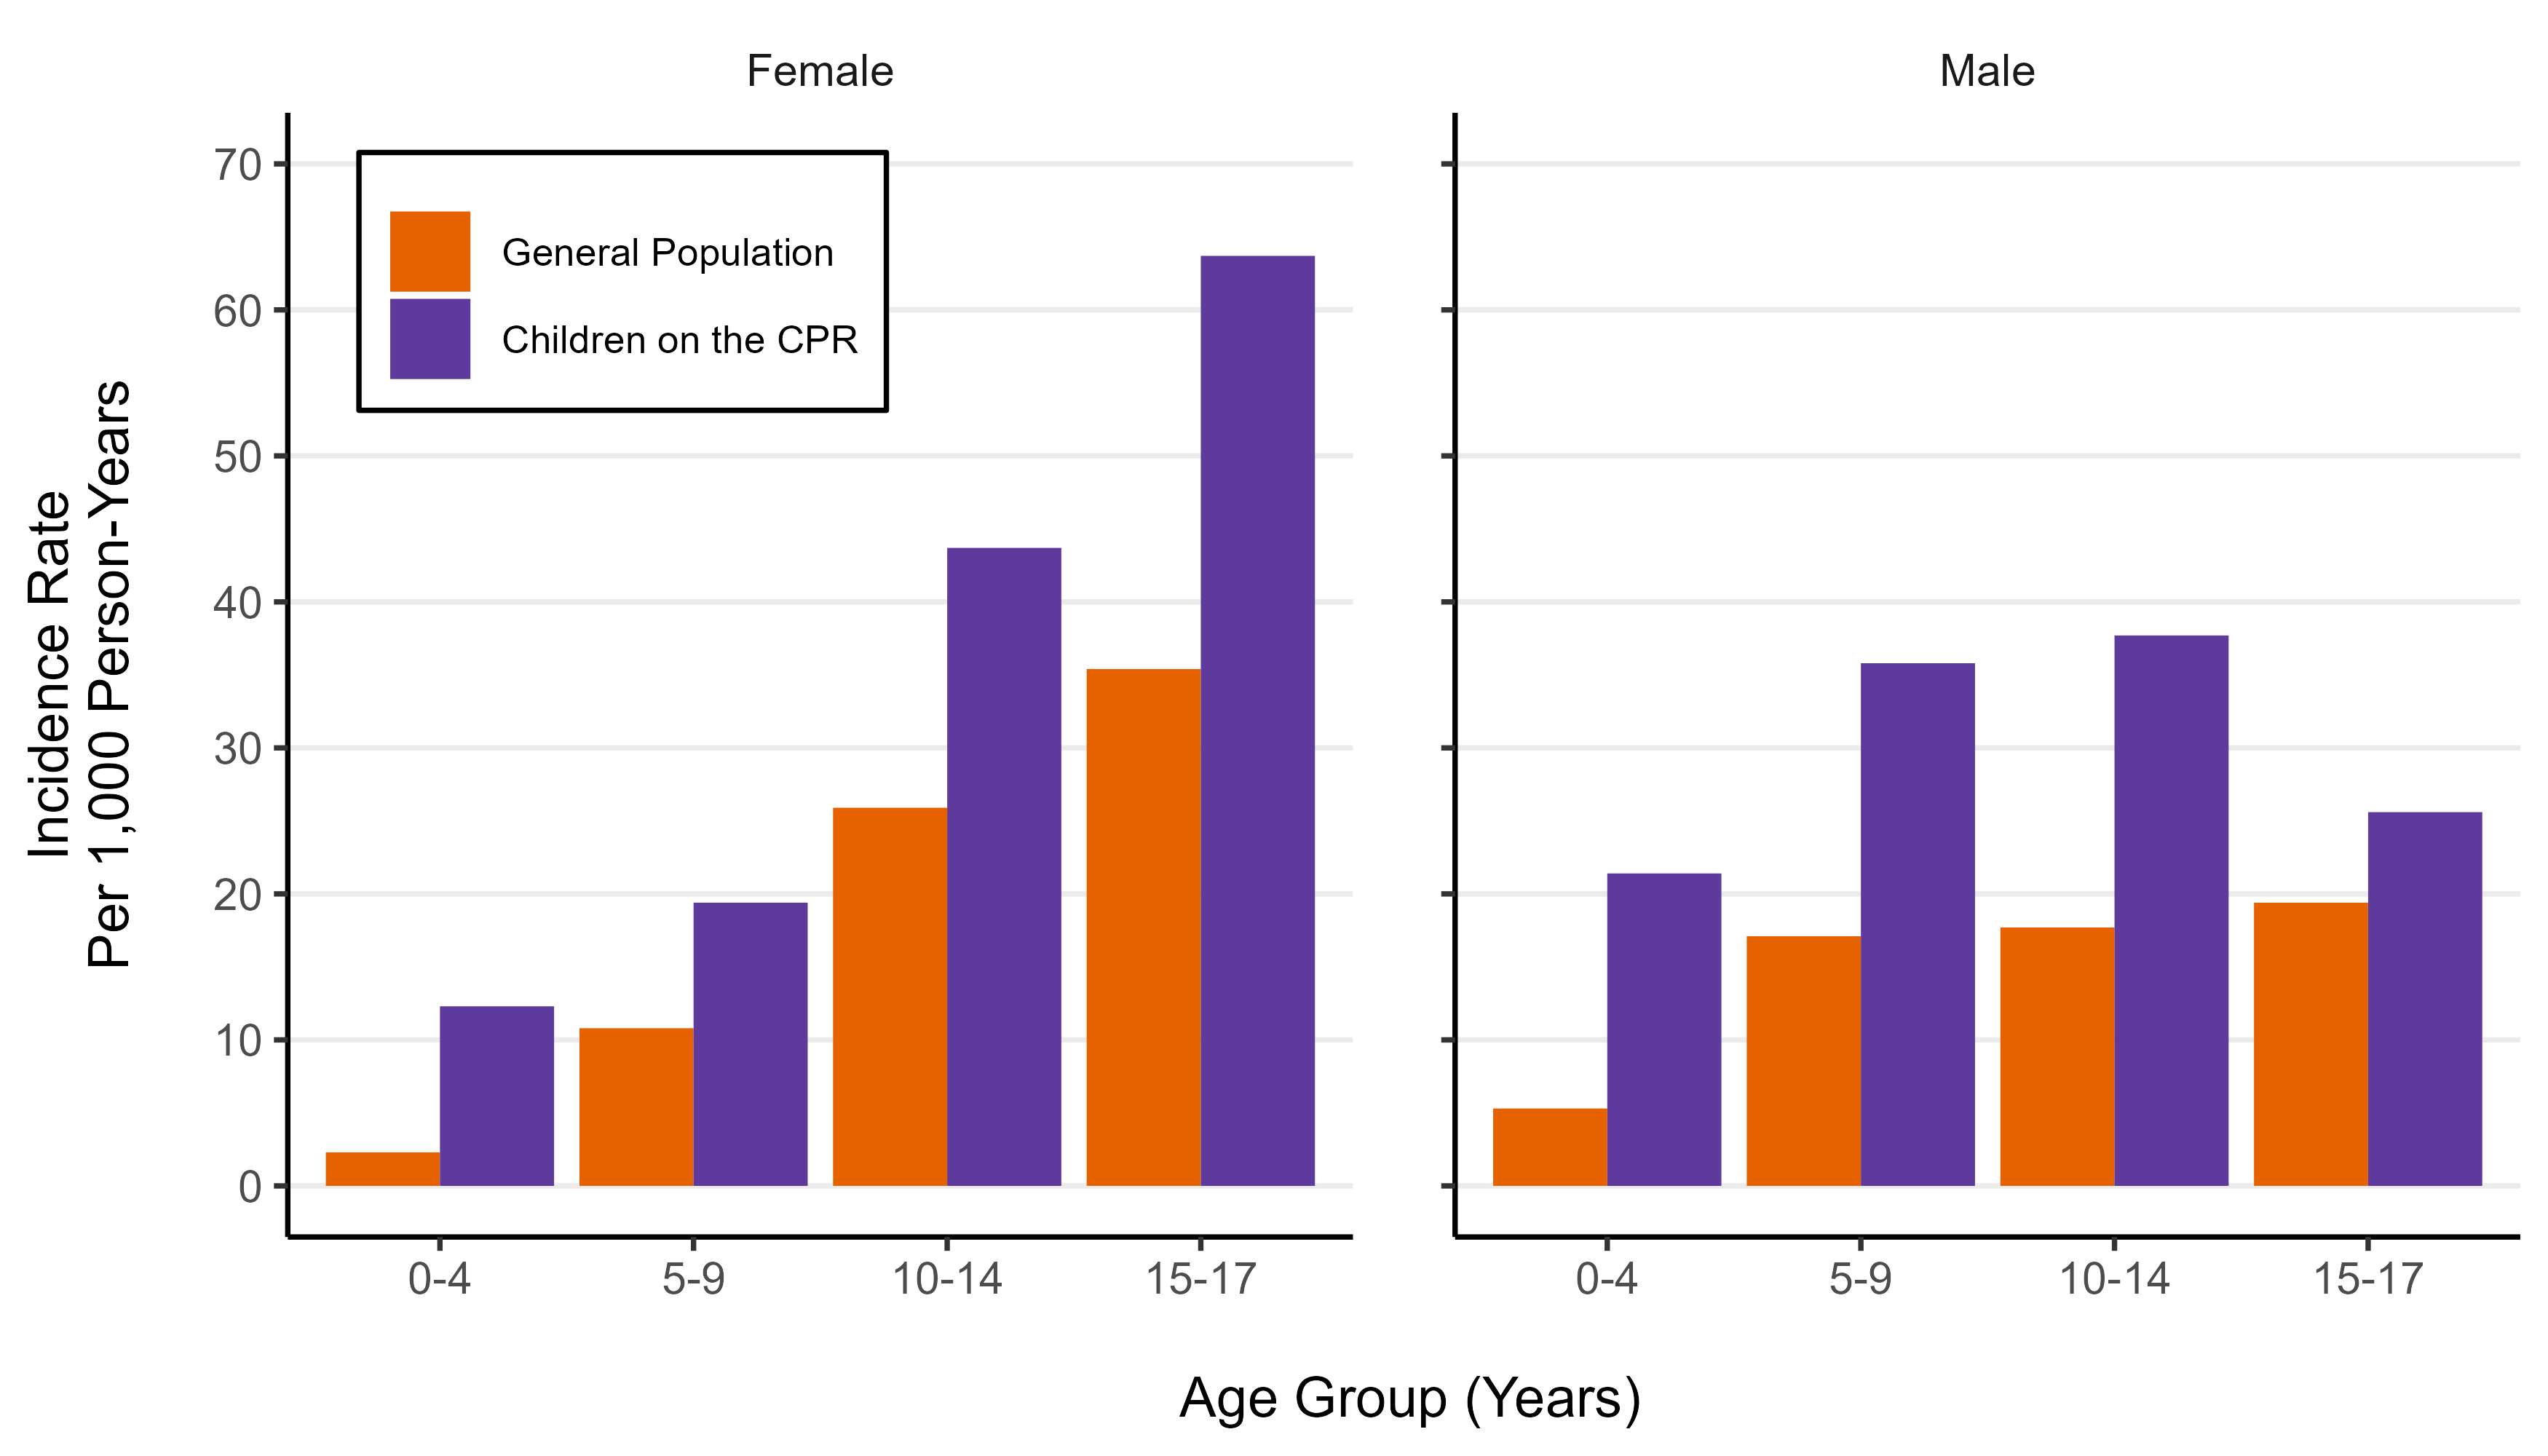 Female
Male
General Population
Children on the CPR
Incidence Rate
Per 1,000 Person-Years
70
60
50
40
30
20
10
0
0-4
5-9
10-14
15-17
0-4
5-9
10-14
15-17
Age Group (Years)